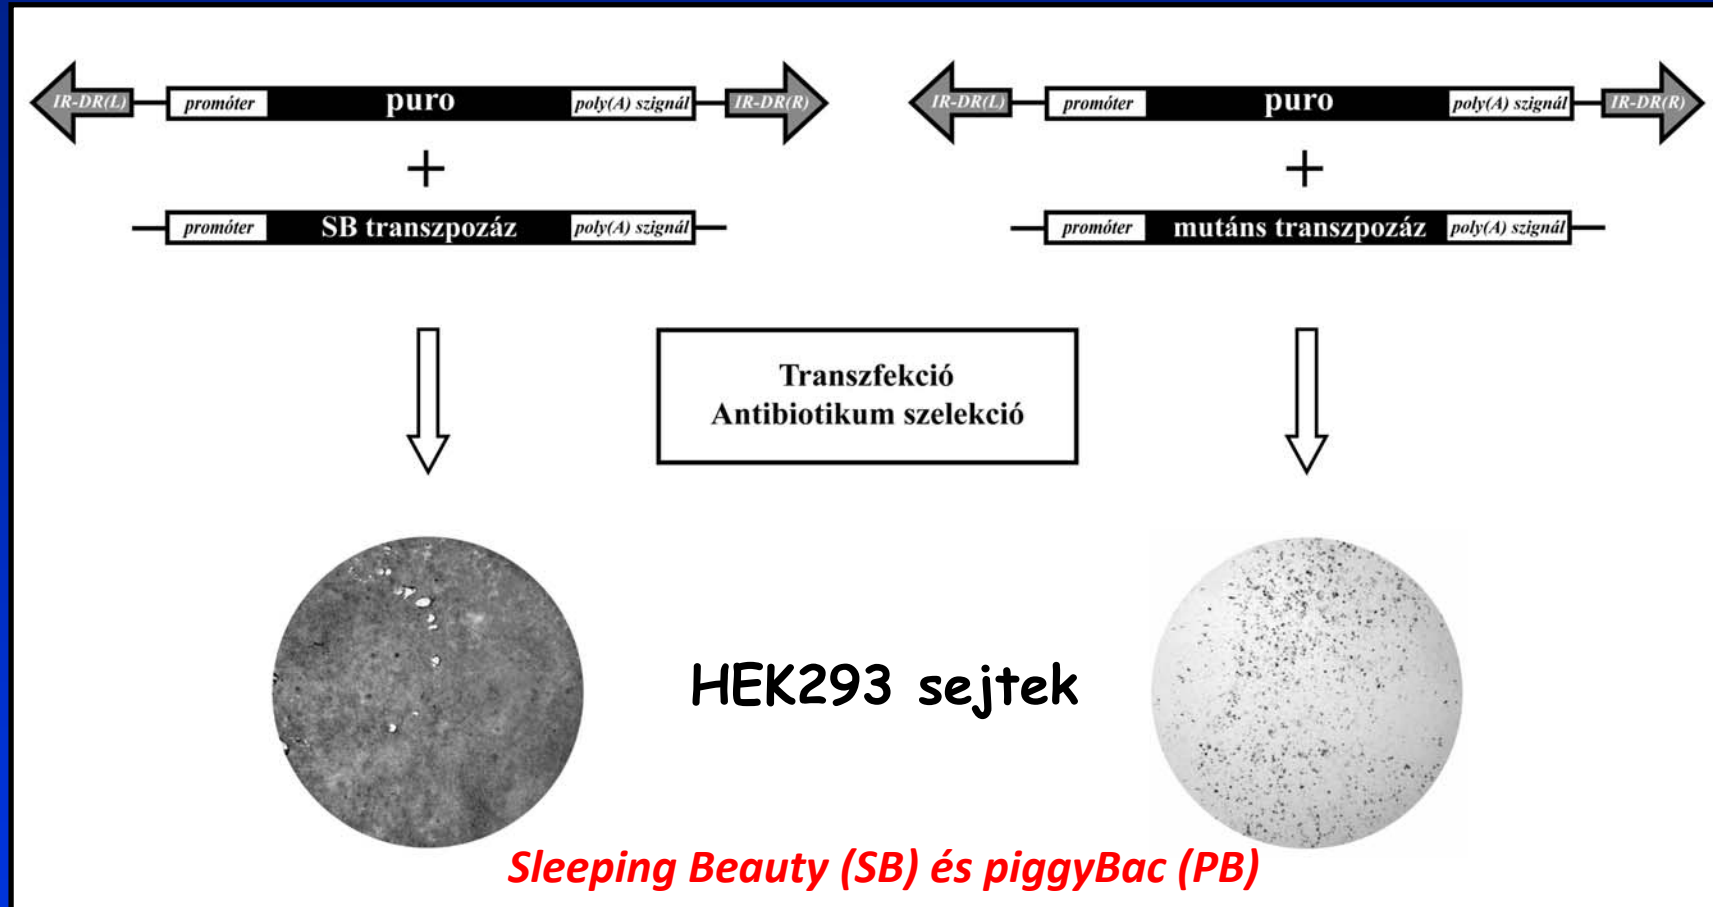 IR-DR(L) promóter puro poly(A) szignál IR-DR(R)
+
promóter SB transzpozáz poly(A) szignál
IR-DR(L) promóter puro poly(A) szignál IR-DR(R)
+
promóter mutáns transzpozáz poly(A) szignál
Transzfekció
Antibiotikum szelekció
HEK293 sejtek
Sleeping Beauty (SB) és piggyBac (PB)